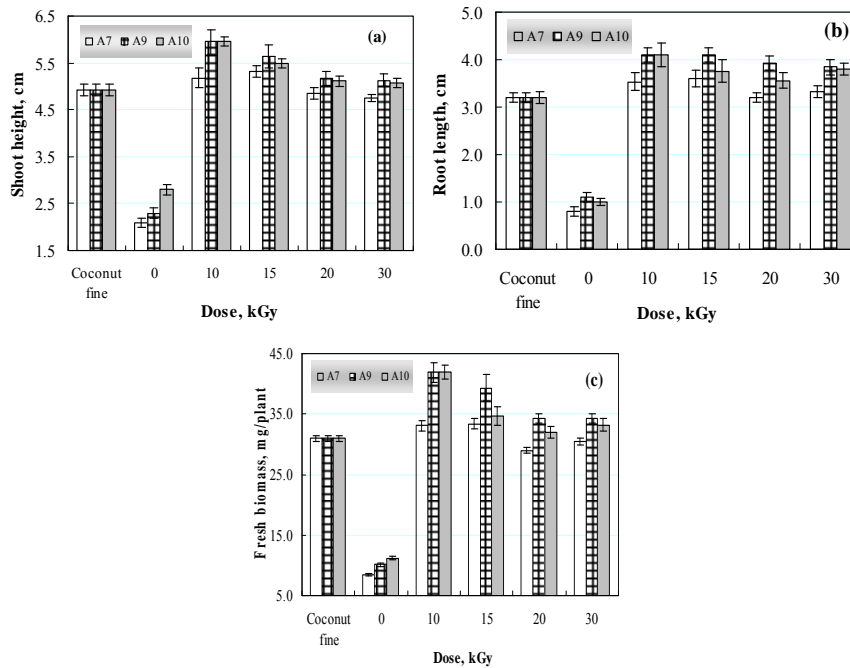 (a)
A7 A9 A10
Shoot height, cm
6.5
5.5
4.5
3.5
2.5
1.5
Coconut fine 0 10 15 20 30
Dose, kGy
(b)
A7 A9 A10
Root length, cm
5.0
4.0
3.0
2.0
1.0
0.0
Coconut fine 0 10 15 20 30
Dose, kGy
(c)
A7 A9 A10
Fresh biomass, mg/plant
45.0
35.0
25.0
15.0
5.0
Coconut fine 0 10 15 20 30
Dose, kGy